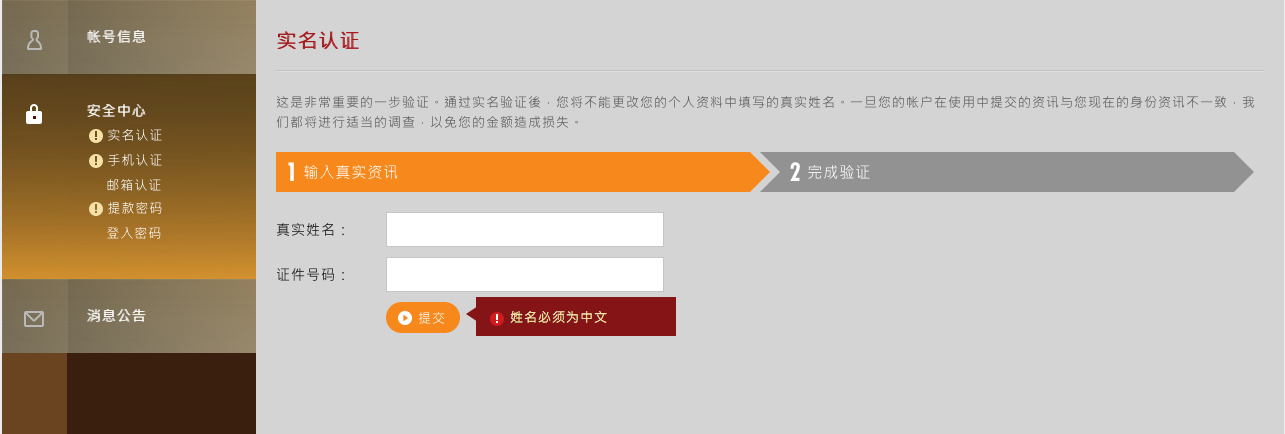 帐号信息
安全中心
实名认证
手机认证
邮箱认证
提款密码
登入密码
消息公告
实名认证
这是非常重要的一步验证。通过实名验证後，您将不能更改您的个人资料中填写的真实姓名。一旦您的帐户在使用中提交的资讯与您现在的身份资讯不一致，我
们都将进行适当的调查，以免您的金额造成损失。
1 输入真实资讯
2 完成验证
真实姓名：
证件号码：
提交
姓名必须为中文